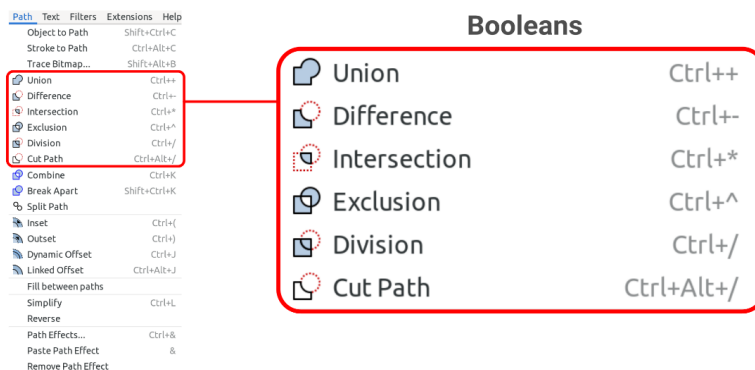 Path Text Filters Extensions Help
Object to Path Shift+Ctrl+C
Stroke to Path Ctrl+Alt+C
Trace Bitmap... Shift+Alt+B
Union Ctrl++
Difference Ctrl+-
Intersection Ctrl+*
Exclusion Ctrl+^
Division Ctrl+/
Cut Path Ctrl+Alt+/
Combine Ctrl+K
Break Apart Shift+Ctrl+K
Split Path
Inset Ctrl+(
Outset Ctrl+)
Dynamic Offset Ctrl+J
Linked Offset Ctrl+Alt+J
Fill between paths
Simplify Ctrl+L
Reverse
Path Effects... Ctrl+&
Paste Path Effect &
Remove Path Effect
Booleans
Union Ctrl++
Difference Ctrl+-
Intersection Ctrl+*
Exclusion Ctrl+^
Division Ctrl+/
Cut Path Ctrl+Alt+/